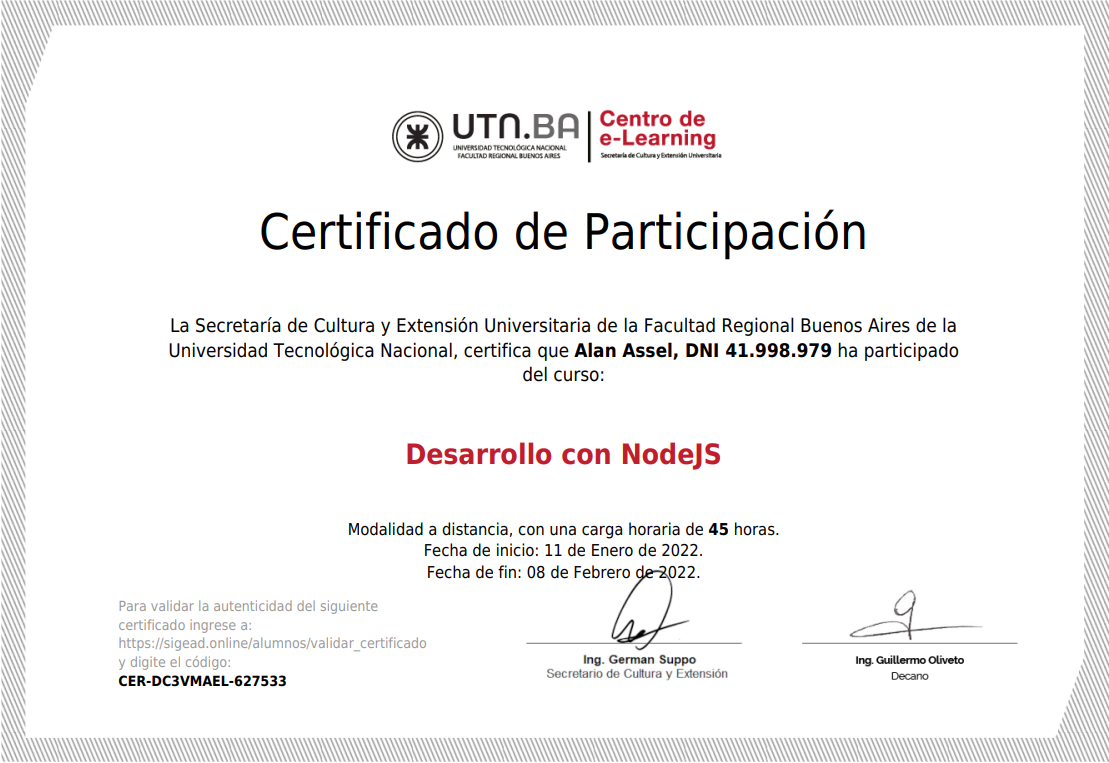 UTN.BA
UNIVERSIDAD TECNOLÓGICA NACIONAL
FACULTAD REGIONAL BUENOS AIRES
Centro de
e-Learning
Secretaría de Cultura y Extensión Universitaria
Certificado de Participación
La Secretaría de Cultura y Extensión Universitaria de la Facultad Regional Buenos Aires de la
Universidad Tecnológica Nacional, certifica que Alan Assel, DNI 41.998.979 ha participado
del curso:
Desarrollo con NodeJS
Modalidad a distancia, con una carga horaria de 45 horas.
Fecha de inicio: 11 de Enero de 2022.
Fecha de fin: 08 de Febrero de 2022.
Para validar la autenticidad del siguiente
certificado ingrese a:
https://sigead.online/alumnos/validar_certificado
y digite el código:
CER-DC3VMAEL-627533
Ing. German Suppo
Secretario de Cultura y Extensión
Ing. Guillermo Oliveto
Decano